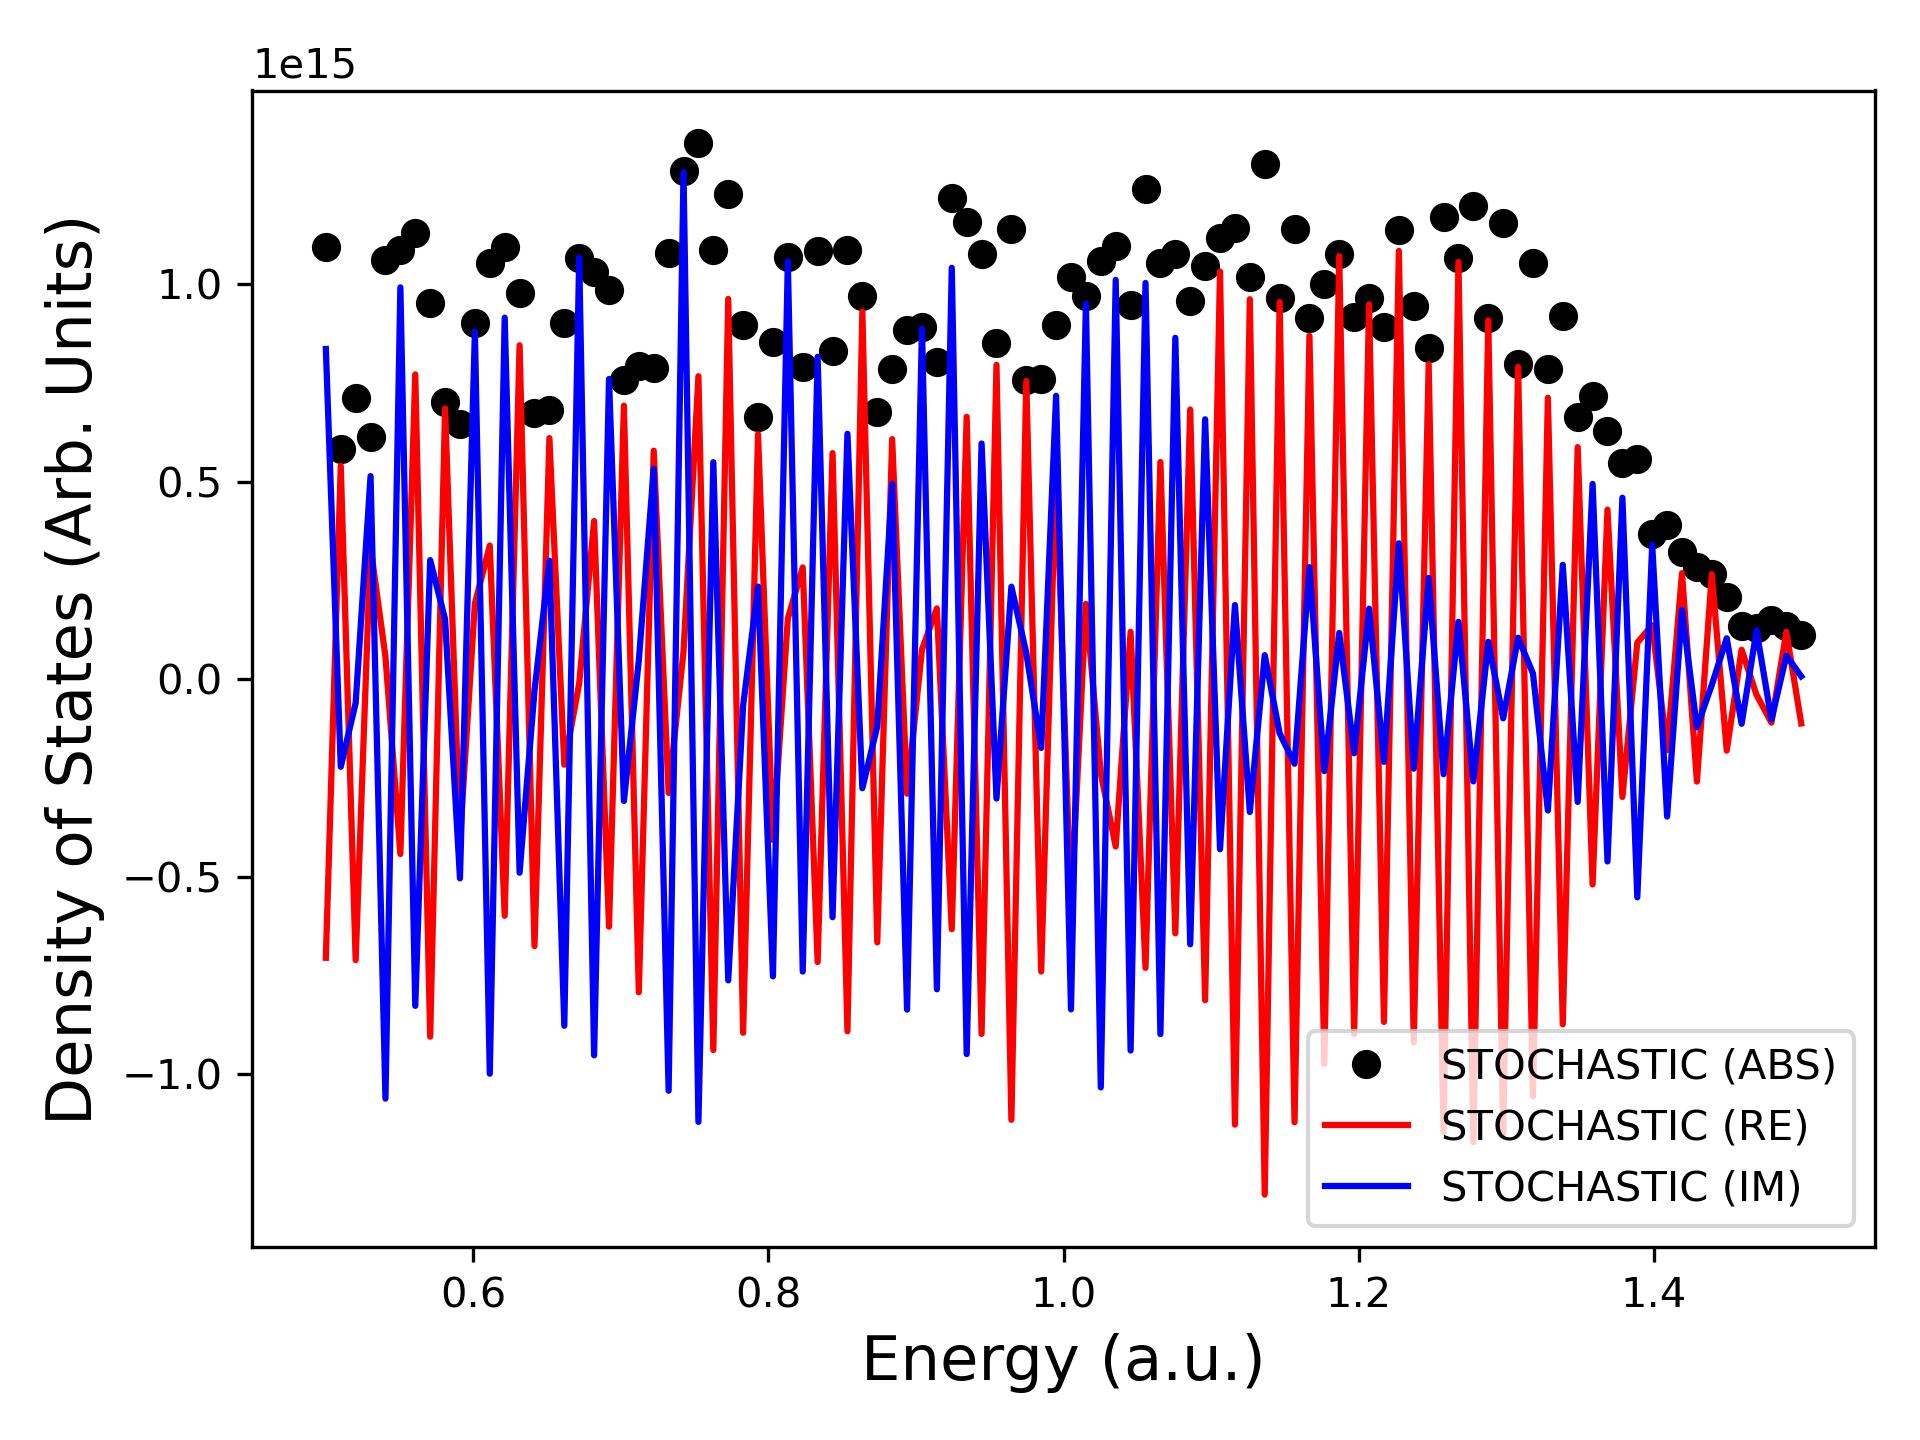 1e15
Density of States (Arb. Units)
1.0
0.5
0.0
−0.5
−1.0
STOCHASTIC (ABS)
STOCHASTIC (RE)
STOCHASTIC (IM)
0.6 0.8 1.0 1.2 1.4
Energy (a.u.)